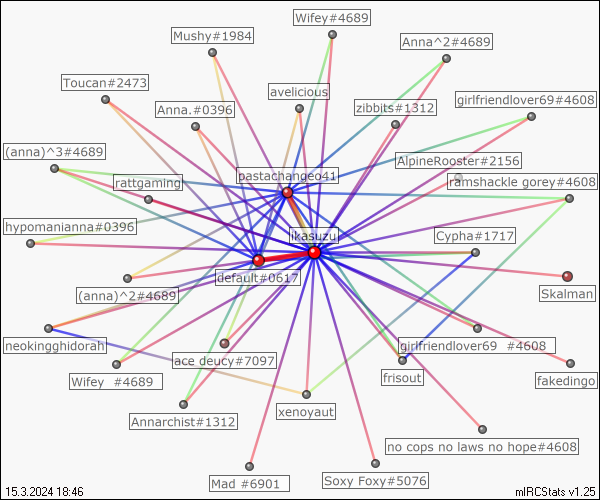 Wifey#4689
Mushy#1984
Anna^2#4689
Toucan#2473
avelicious
girlfriendlover69#4608
Anna.#0396
zibbits#1312
(anna)^3#4689
AlpineRooster#2156
pastachangeo41
rattgaming
ramshackle gorey#4608
hypomanianna#0396
ikasuzu
Cypha#1717
default#0617
(anna)^2#4689
Skalman
neokingghidorah
girlfriendlover69 #4608
ace_deucy#7097
Wifey #4689
frisout
fakedingo
xenoyaut
Annarchist#1312
no cops no laws no hope#4608
Mad #6901
Soxy Foxy#5076
15.3.2024 18:46
mIRCStats v1.25